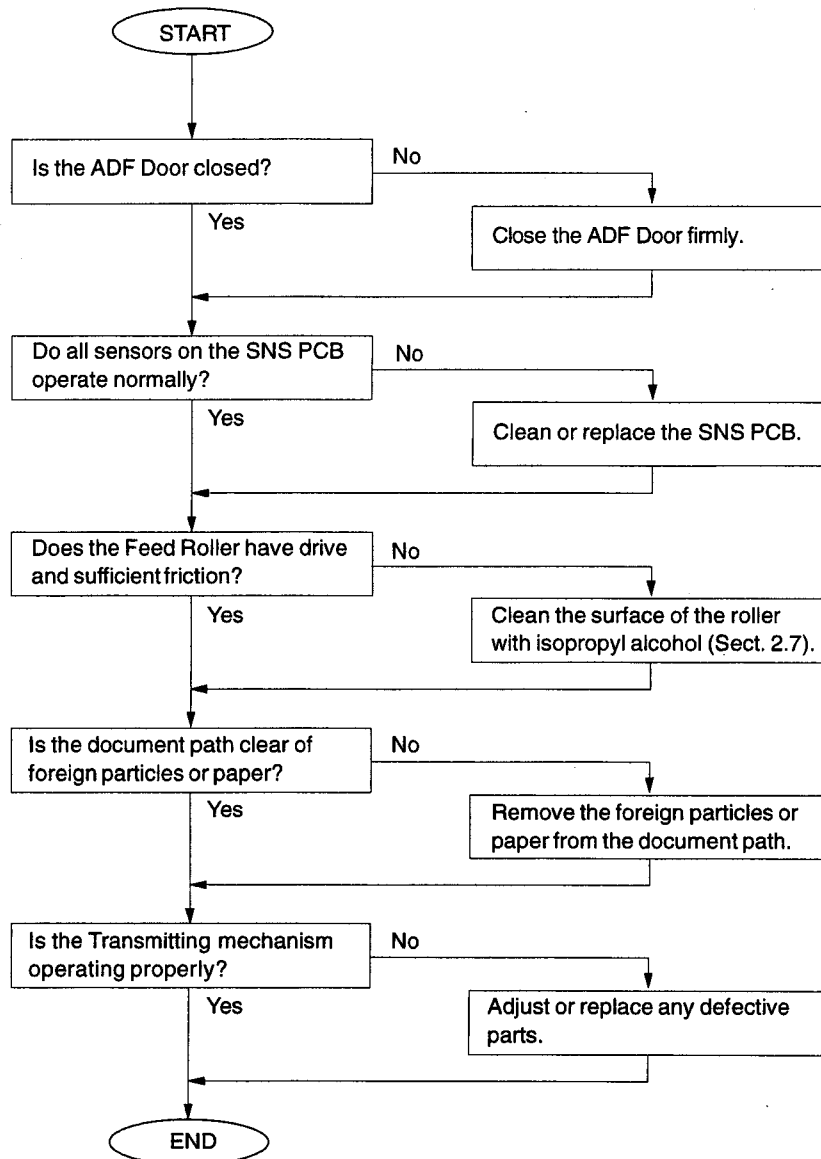 START
Is the ADF Door closed?
No
Yes
Close the ADF Door firmly.
Do all sensors on the SNS PCB
operate normally?
No
Yes
Clean or replace the SNS PCB.
Does the Feed Roller have drive
and sufficient friction?
No
Yes
Clean the surface of the roller
with isopropyl alcohol (Sect. 2.7).
Is the document path clear of
foreign particles or paper?
No
Yes
Remove the foreign particles or
paper from the document path.
Is the Transmitting mechanism
operating properly?
No
Yes
Adjust or replace any defective
parts.
END